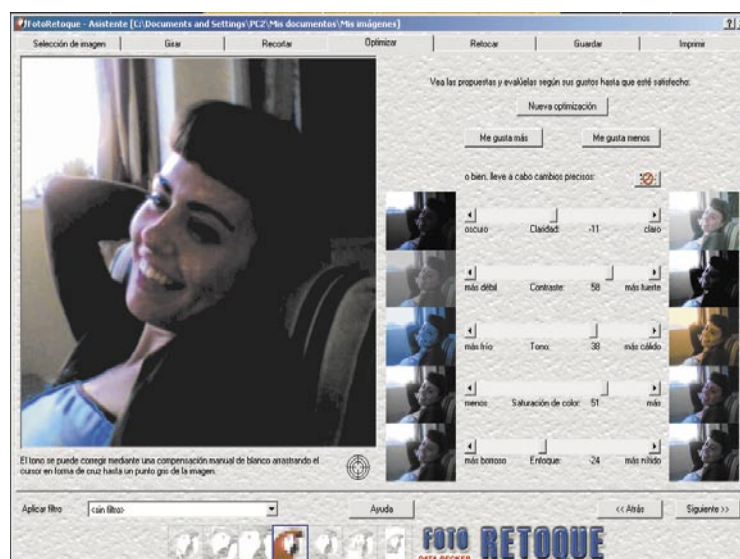 FotoRetoque - Asistente [C:\Documents and Settings\PC2\Mis documentos\Mis imágenes]
Selección de imagen
Girar
Recortar
Optimizar
Retocar
Guardar
Imprimir
Vea las propuestas y evalúelas según sus gustos hasta que esté satisfecho:
Nueva optimización
Me gusta más
Me gusta menos
o bien, lleve a cabo cambios precisos:
oscuro Claridad: -11 claro
más débil Contraste: 58 más fuerte
más frío Tono: 38 más cálido
menos Saturación de color: 51 más
más borroso Enfoque: -24 más nítido
El tono se puede corregir mediante una compensación manual de blanco arrastrando el
cursor en forma de cruz hasta un punto gris de la imagen.
Aplicar filtro <sin filtro> Ayuda << Atrás Siguiente >>
FOTO RETOQUE
DATA BECKER